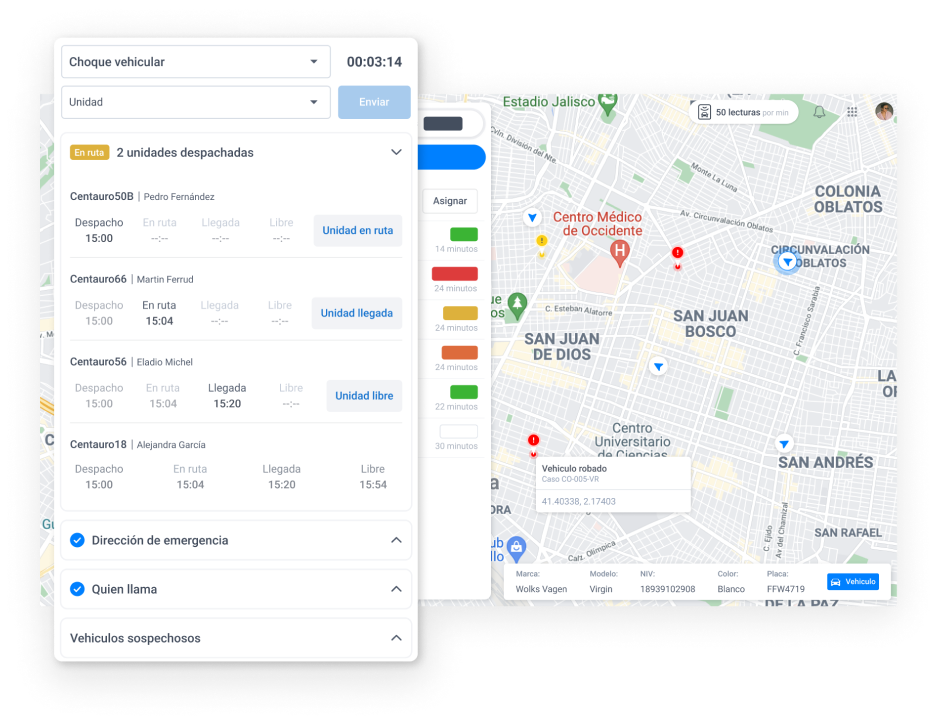 Choque vehicular
00:03:14
Unidad
Enviar
En ruta 2 unidades despachadas
Centauro50B | Pedro Fernández
Despacho En ruta Llegada Libre
15:00 --:-- --:-- --:--
Unidad en ruta
Centauro66 | Martin Ferrud
Despacho En ruta Llegada Libre
15:00 15:04 --:-- --:--
Unidad llegada
Centauro56 | Eladio Michel
Despacho En ruta Llegada Libre
15:00 15:04 15:20 --:--
Unidad libre
Centauro18 | Alejandra García
Despacho En ruta Llegada Libre
15:00 15:04 15:20 15:54
Dirección de emergencia
Quien llama
Vehiculos sospechosos
Asignar
14 minutos
24 minutos
24 minutos
24 minutos
22 minutos
30 minutos
Estadio Jalisco
50 lecturas por min
Cvln. División del Nte.
Monte La Luna
COLONIA
OBLATOS
Centro Médico
de Occidente
H
Av. Circunvalación Oblatos
CIRCUNVALACIÓN
OBLATOS
C. Esteban Alatorre
C. Francisco Sarabia
SAN JUAN
BOSCO
SAN JUAN
DE DIOS
Centro
Universitario
de Ciencias
SAN ANDRÉS
Vehiculo robado
Caso CO-005-VR
41.40338, 2.17403
C. Ejido
Av del Chamizal
SAN RAFAEL
Calz. Olímpica
Marca: Modelo: NIV: Color: Placa:
Wolks Vagen Virgin 18939102908 Blanco FFW4719
Vehiculo
DE LA PAZ